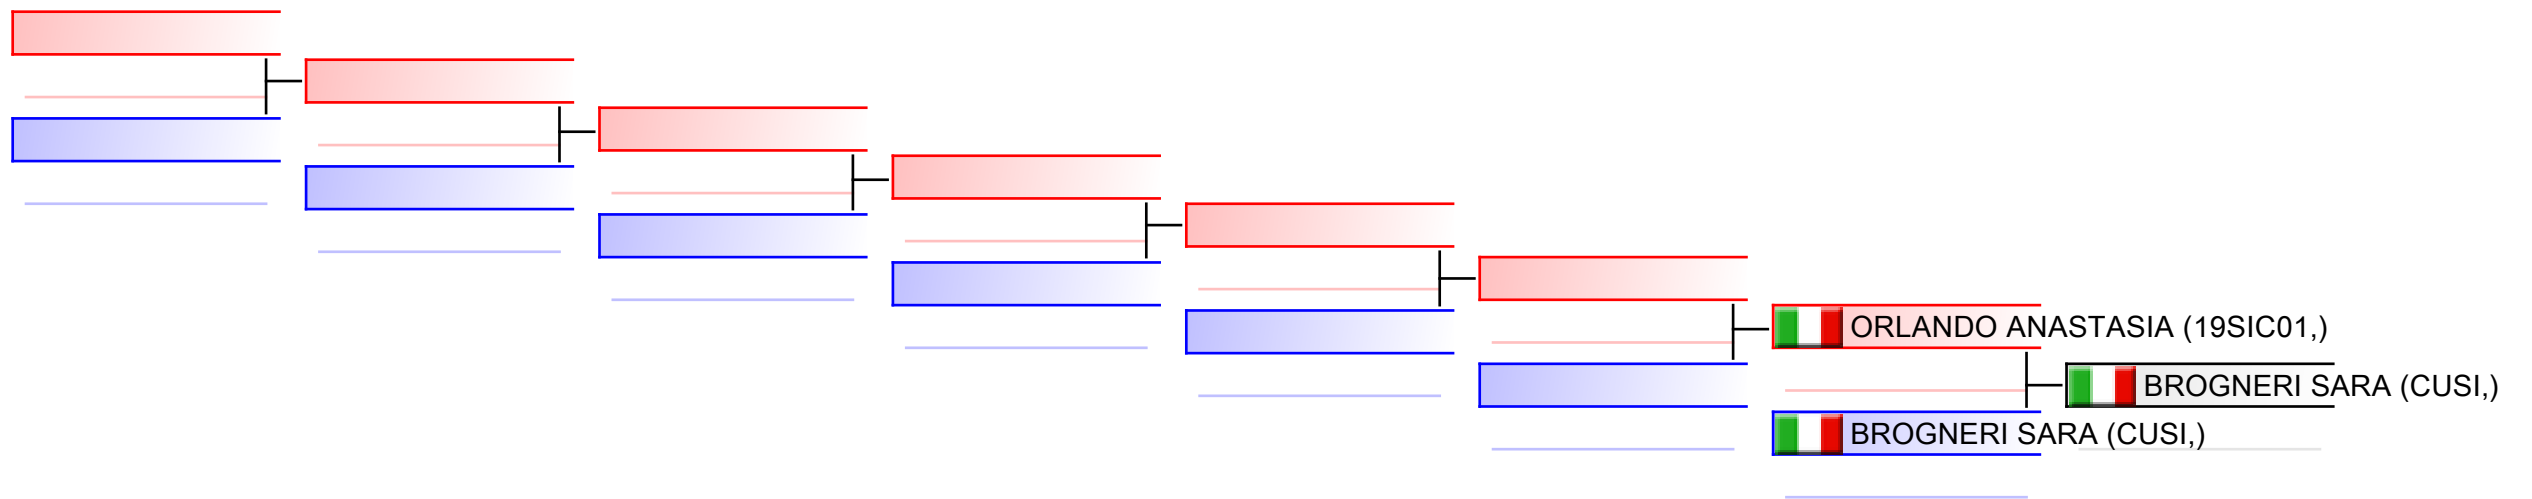 ORLANDO ANASTASIA (19SIC01,)
BROGNERI SARA (CUSI,)
BROGNERI SARA (CUSI,)